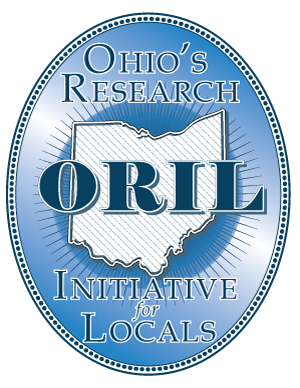 OHIO'S
RESEARCH
ORIL
INITIATIVE
for
LOCALS